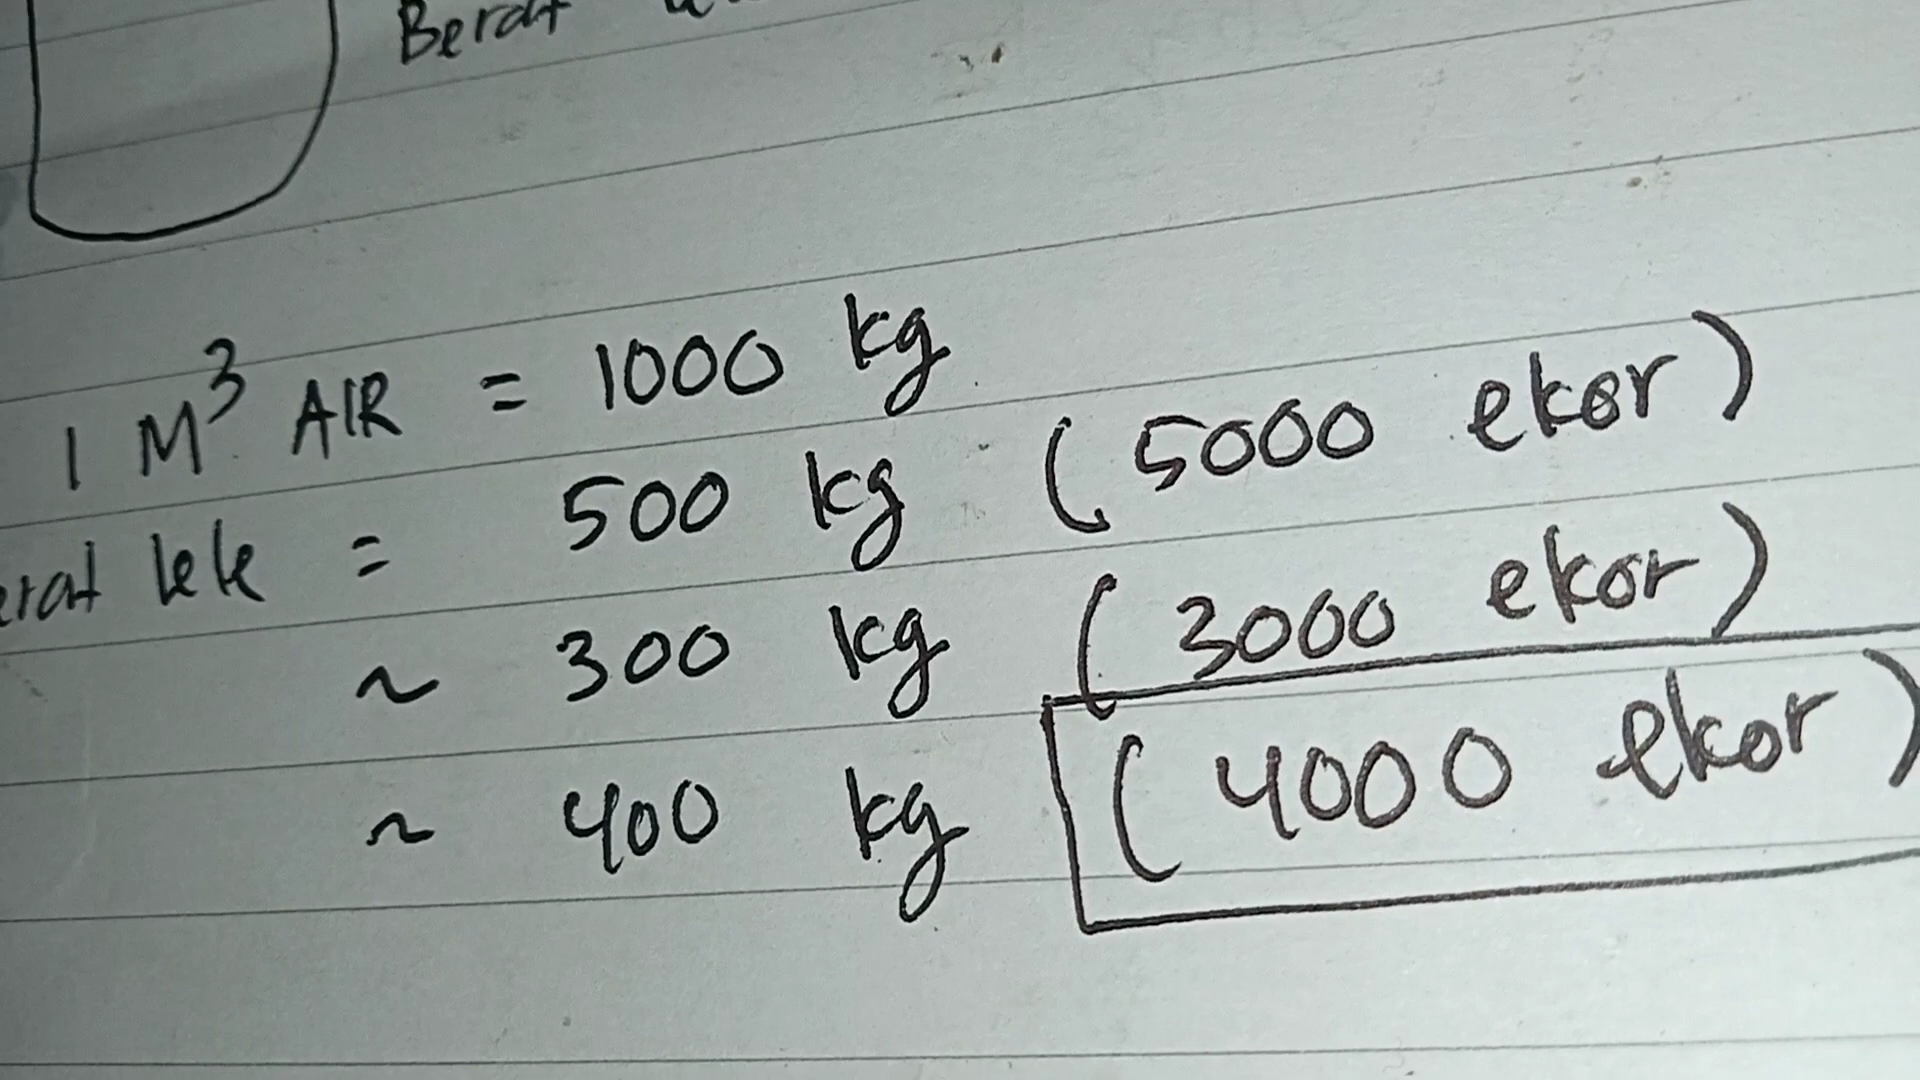 Berat
1 M³ AIR = 1000 kg
erat lele = 500 kg (5000 ekor)
~ 300 kg (3000 ekor)
~ 400 kg (4000 ekor)